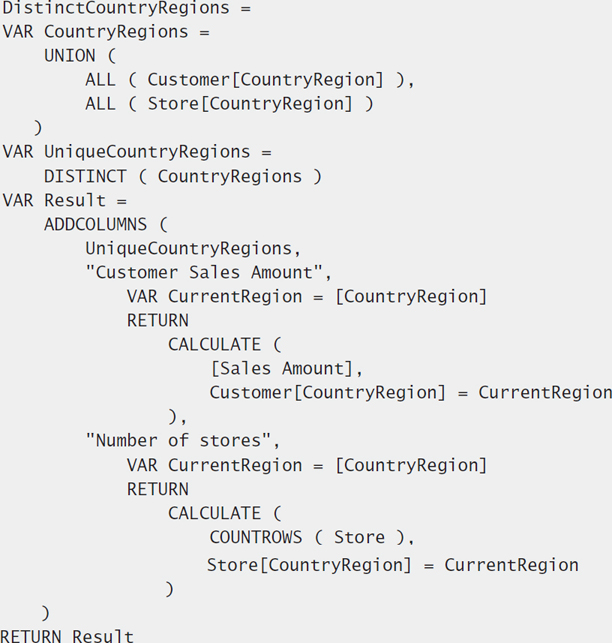 DistinctCountryRegions =
VAR CountryRegions =
    UNION (
        ALL ( Customer[CountryRegion] ),
        ALL ( Store[CountryRegion] )
    )
VAR UniqueCountryRegions =
    DISTINCT ( CountryRegions )
VAR Result =
    ADDCOLUMNS (
        UniqueCountryRegions,
        "Customer Sales Amount",
            VAR CurrentRegion = [CountryRegion]
            RETURN
                CALCULATE (
                    [Sales Amount],
                    Customer[CountryRegion] = CurrentRegion
                ),
        "Number of stores",
            VAR CurrentRegion = [CountryRegion]
            RETURN
                CALCULATE (
                    COUNTROWS ( Store ),
                    Store[CountryRegion] = CurrentRegion
                )
    )
RETURN Result